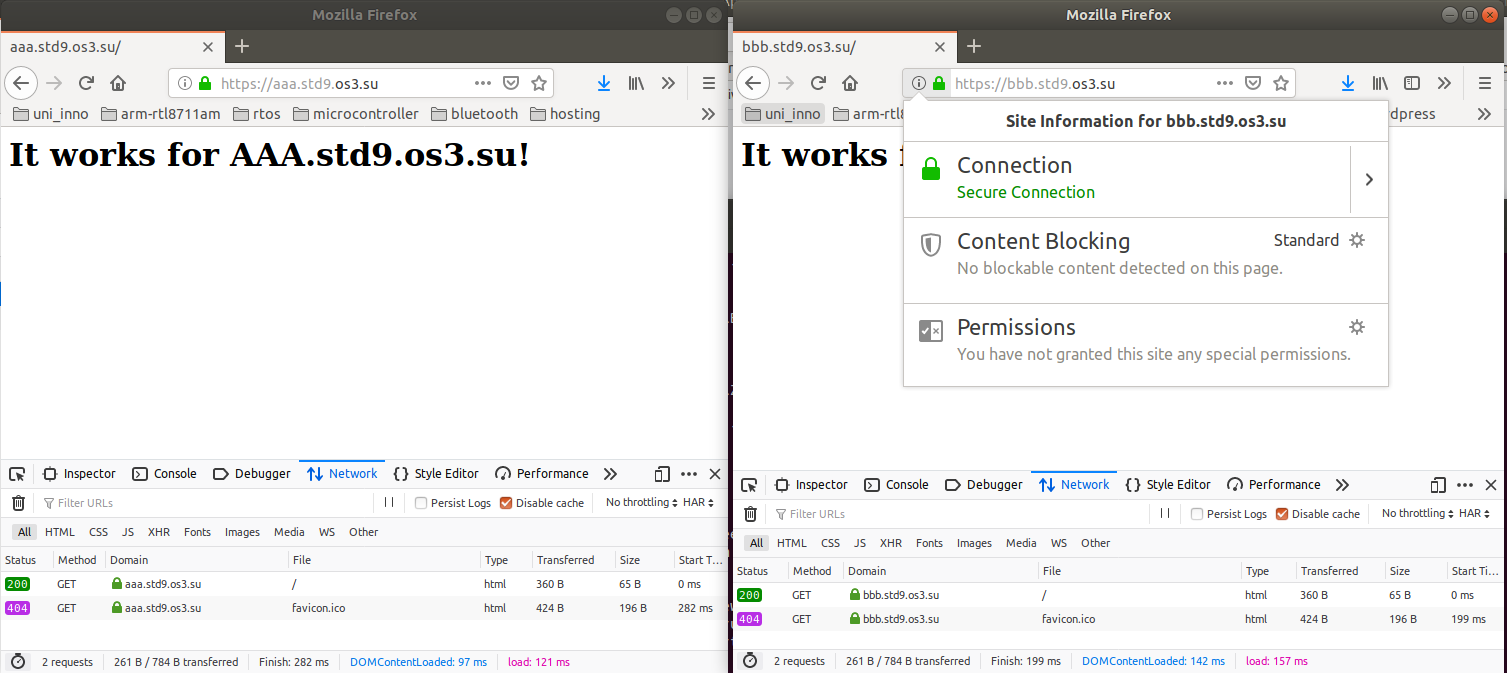 Mozilla Firefox
aaa.std9.os3.su/
https://aaa.std9.os3.su
uni_inno arm-rtl8711am rtos microcontroller bluetooth hosting
It works for AAA.std9.os3.su!
Inspector Console Debugger Network Style Editor Performance
Filter URLs Persist Logs Disable cache No throttling HAR
All HTML CSS JS XHR Fonts Images Media WS Other
Status Method Domain File Type Transferred Size Start T...
200 GET aaa.std9.os3.su / html 360 B 65 B 0 ms
404 GET aaa.std9.os3.su favicon.ico html 424 B 196 B 282 ms
2 requests 261 B / 784 B transferred Finish: 282 ms DOMContentLoaded: 97 ms load: 121 ms
Mozilla Firefox
bbb.std9.os3.su/
https://bbb.std9.os3.su
uni_inno arm-rtl dpress
It works
Site Information for bbb.std9.os3.su
Connection
Secure Connection
Content Blocking Standard
No blockable content detected on this page.
Permissions
You have not granted this site any special permissions.
Inspector Console Debugger Network Style Editor Performance
Filter URLs Persist Logs Disable cache No throttling HAR
All HTML CSS JS XHR Fonts Images Media WS Other
Status Method Domain File Type Transferred Size Start Ti...
200 GET bbb.std9.os3.su / html 360 B 65 B 0 ms
404 GET bbb.std9.os3.su favicon.ico html 424 B 196 B 199 ms
2 requests 261 B / 784 B transferred Finish: 199 ms DOMContentLoaded: 142 ms load: 157 ms